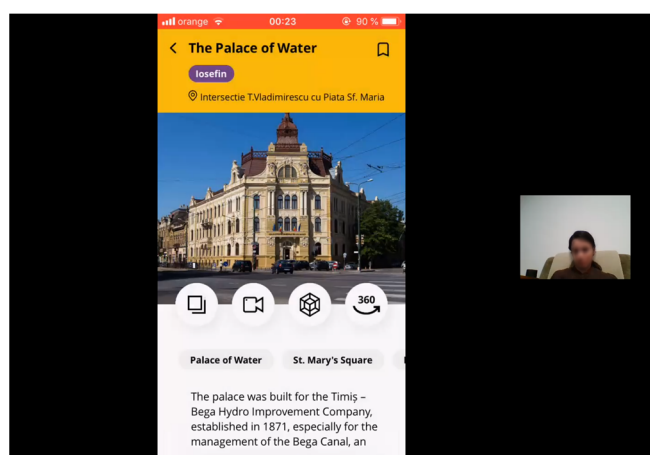 orange 00:23 90 %
The Palace of Water
Iosefin
Intersectie T.Vladimirescu cu Piata Sf. Maria
360
Palace of Water St. Mary's Square
The palace was built for the Timiș –
Bega Hydro Improvement Company,
established in 1871, especially for the
management of the Bega Canal, an